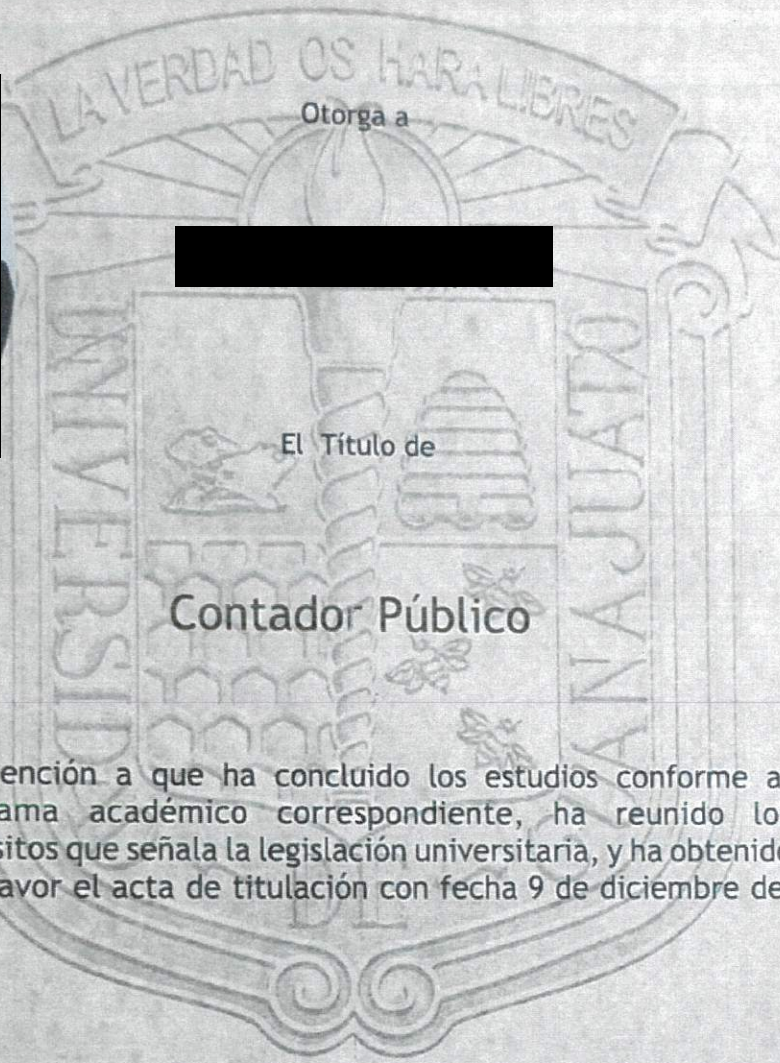 LA VERDAD OS HARA LIBRES
Otorga a
El Título de
Contador Público
ención a que ha concluido los estudios conforme a
ama académico correspondiente, ha reunido lo
sitos que señala la legislación universitaria, y ha obtenid
avor el acta de titulación con fecha 9 de diciembre de
UNIVERSID
GUANAJUA
DE